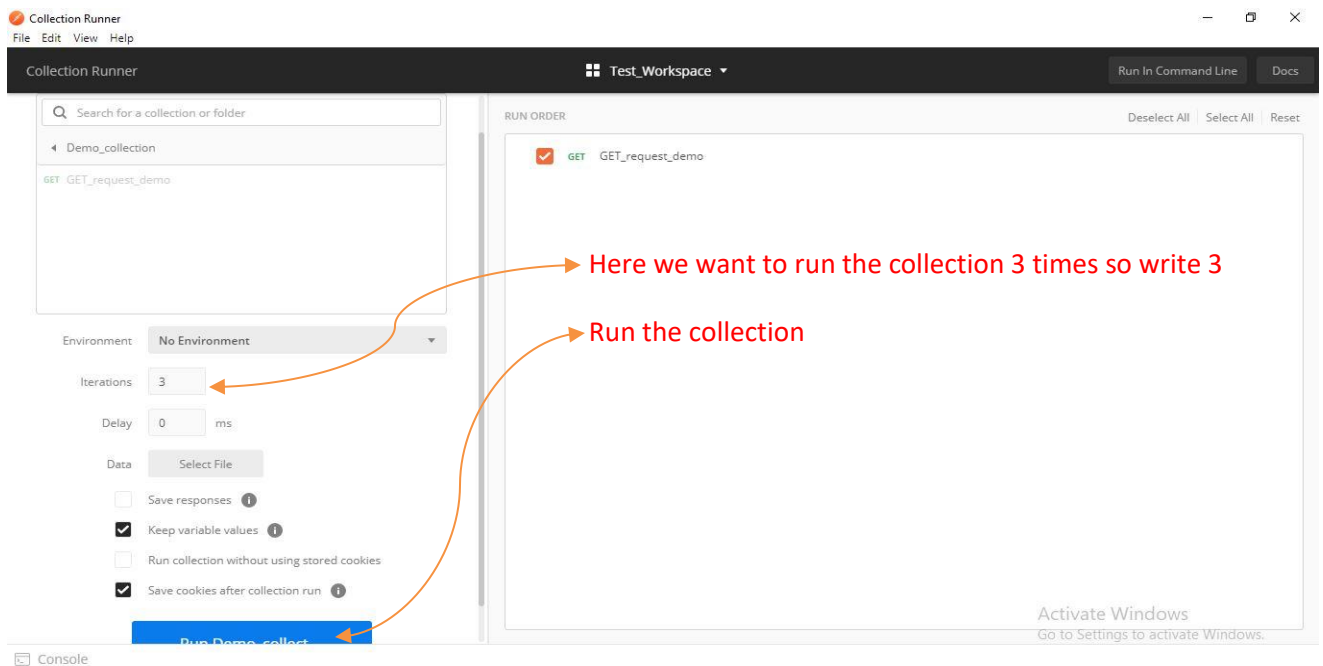 Collection Runner
File Edit View Help
Collection Runner
Test_Workspace
Run In Command Line
Docs
Search for a collection or folder
Demo_collection
GET GET_request_demo
RUN ORDER
Deselect All
Select All
Reset
GET GET_request_demo
Here we want to run the collection 3 times so write 3
Run the collection
Environment No Environment
Iterations 3
Delay 0 ms
Data Select File
Save responses
Keep variable values
Run collection without using stored cookies
Save cookies after collection run
Run Demo_collect...
Activate Windows
Go to Settings to activate Windows.
Console